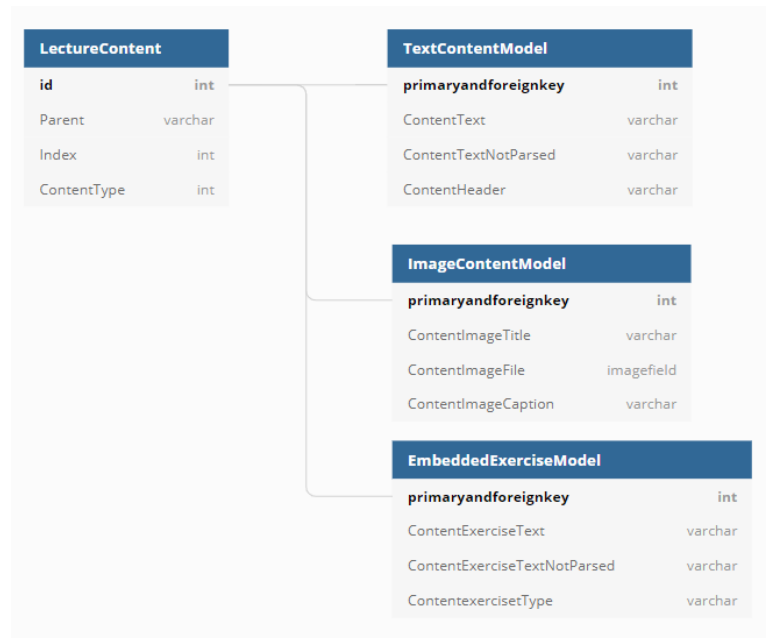 LectureContent
id int
Parent varchar
Index int
ContentType int
TextContentModel
primaryandforeignkey int
ContentText varchar
ContentTextNotParsed varchar
ContentHeader varchar
ImageContentModel
primaryandforeignkey int
ContentImageTitle varchar
ContentImageFile imagefield
ContentImageCaption varchar
EmbeddedExerciseModel
primaryandforeignkey int
ContentExerciseText varchar
ContentExerciseTextNotParsed varchar
ContentexercisetType varchar